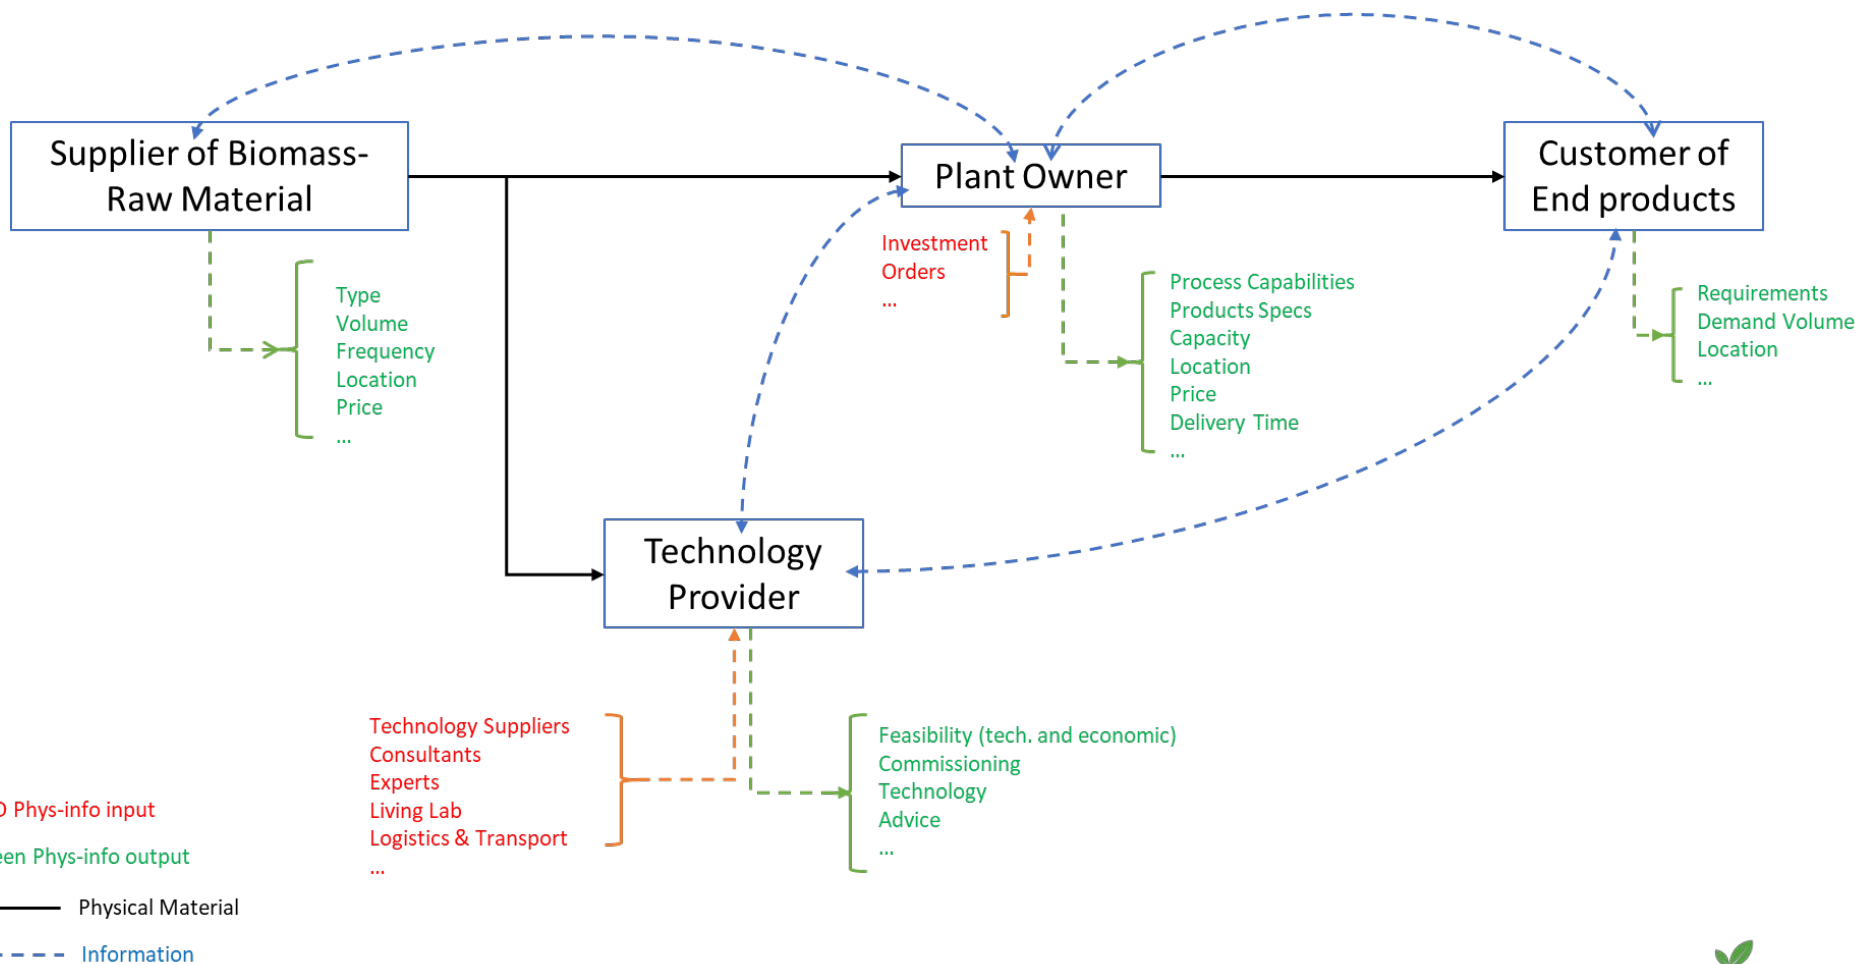 Supplier of Biomass-
Raw Material
Plant Owner
Customer of
End products
Investment
Orders
...
Type
Volume
Frequency
Location
Price
...
Process Capabilities
Products Specs
Capacity
Location
Price
Delivery Time
...
Requirements
Demand Volume
Location
...
Technology
Provider
Technology Suppliers
Consultants
Experts
Living Lab
Logistics & Transport
...
Feasibility (tech. and economic)
Commissioning
Technology
Advice
...
Phys-info input
Phys-info output
Physical Material
Information